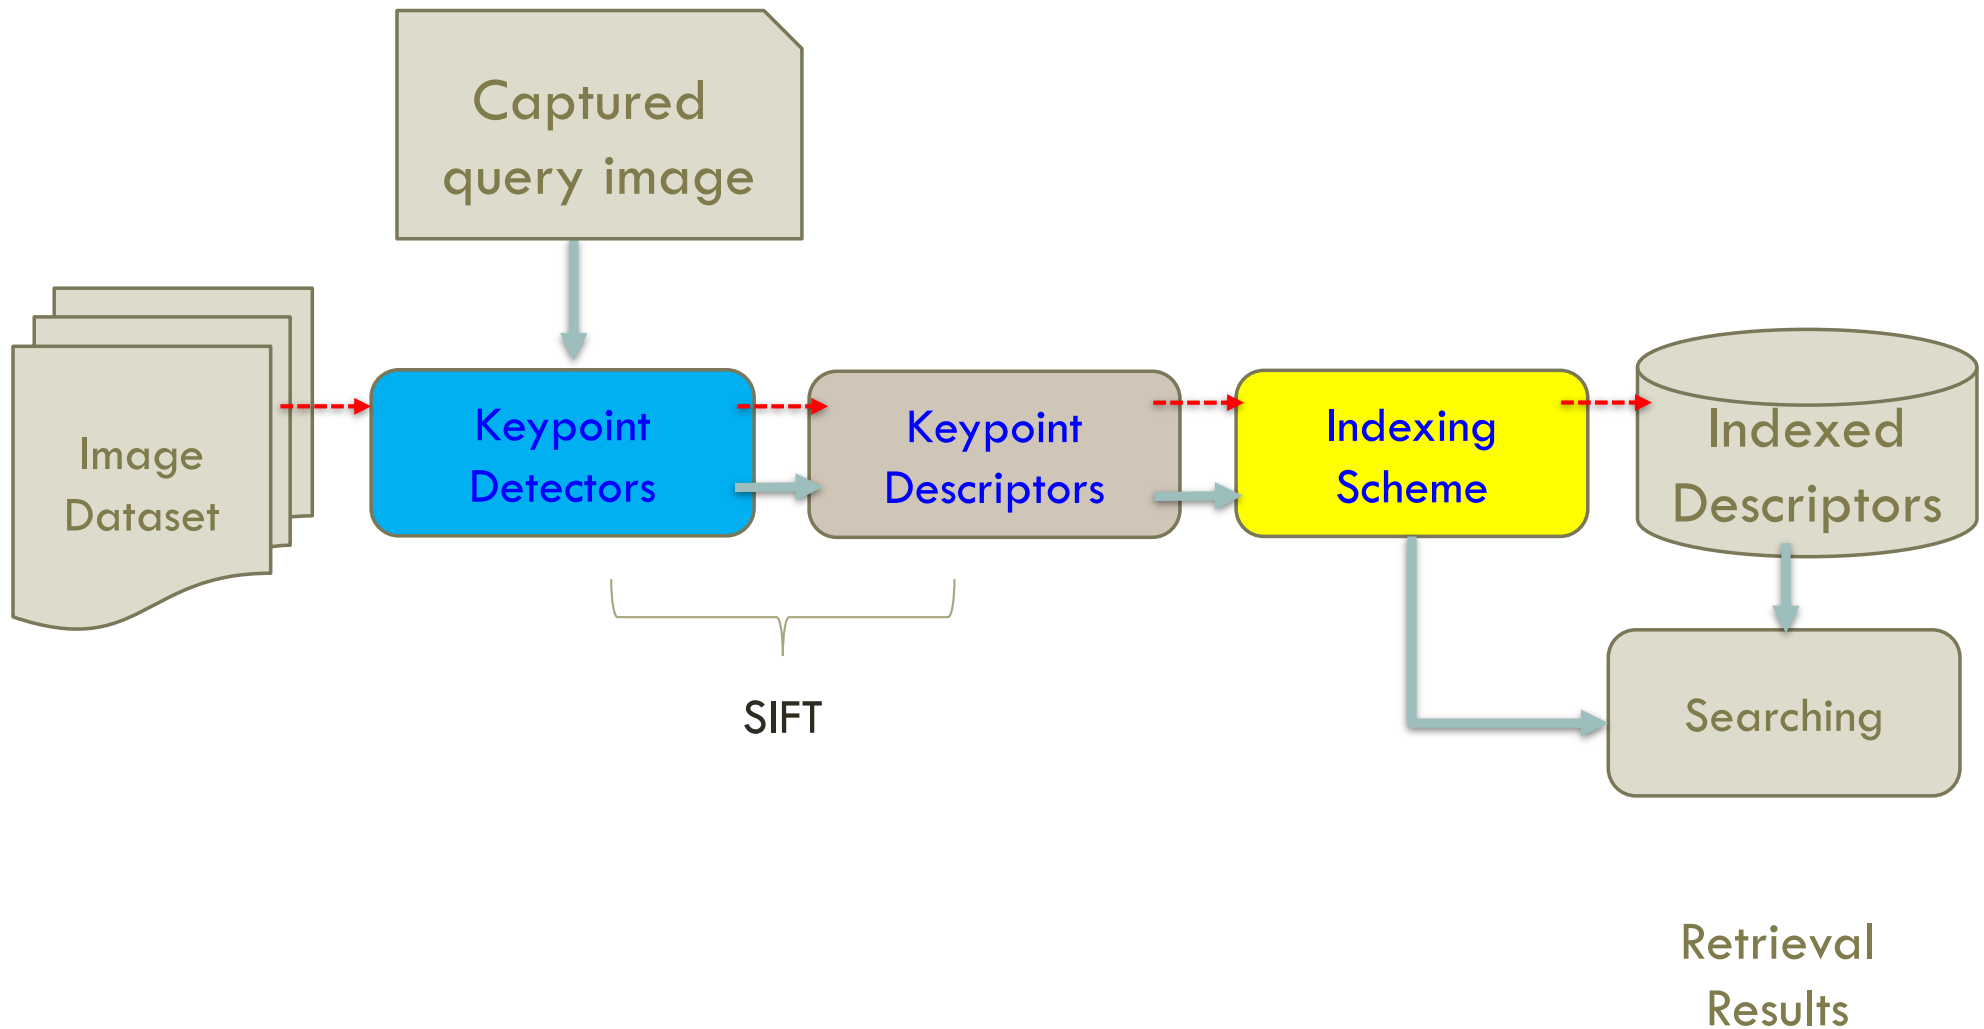 Captured
query image
Image
Dataset
Keypoint
Detectors
Keypoint
Descriptors
Indexing
Scheme
Indexed
Descriptors
SIFT
Searching
Retrieval
Results